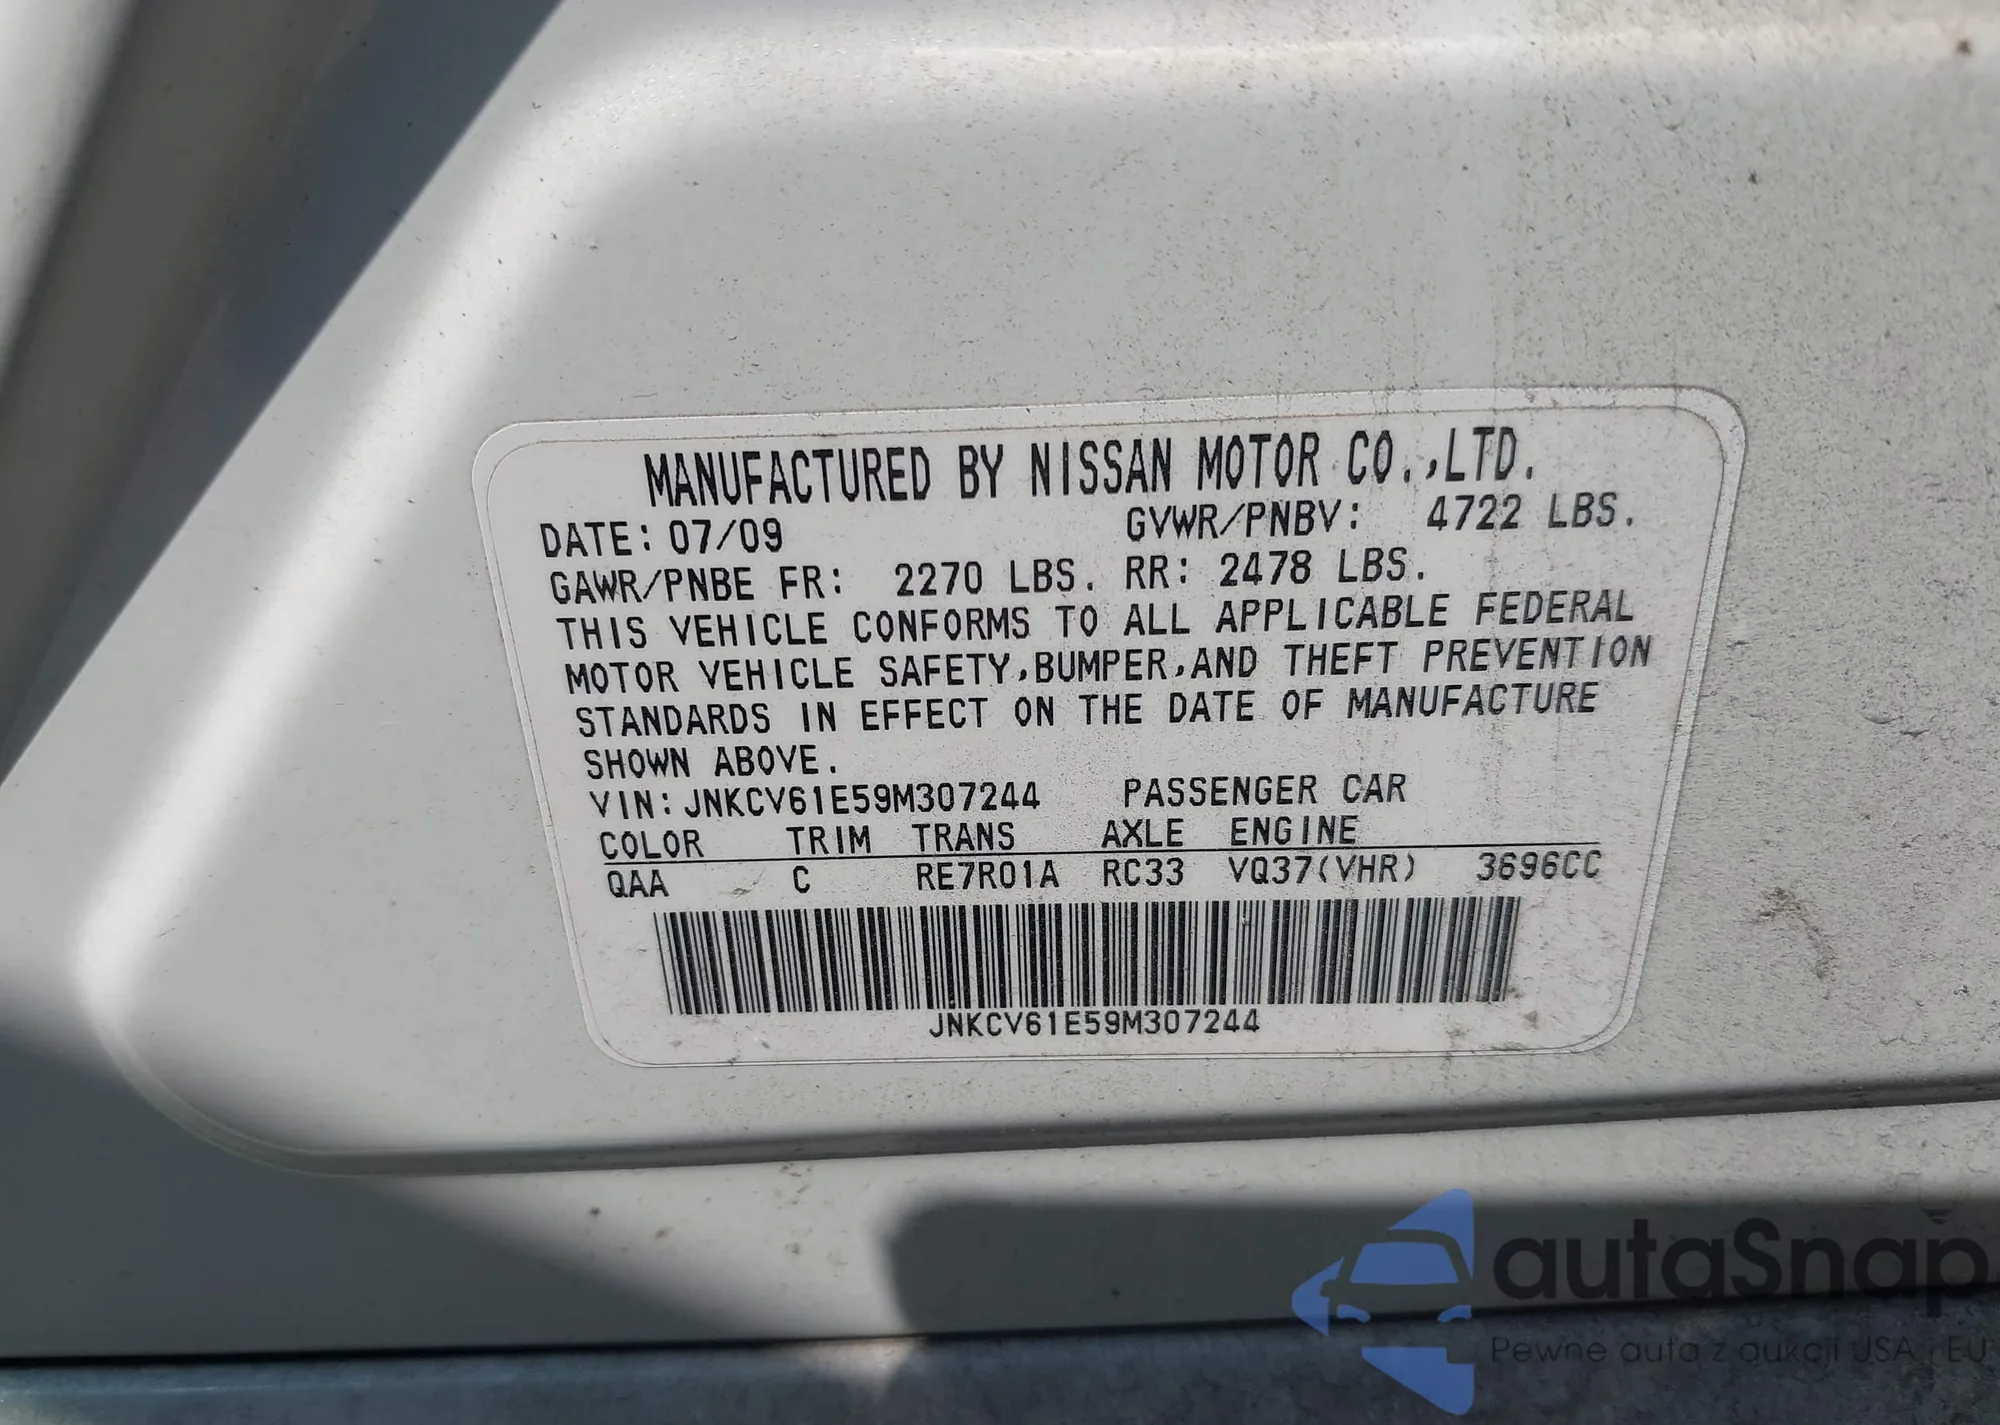 MANUFACTURED BY NISSAN MOTOR CO.,LTD.
DATE: 07/09 GVWR/PNBV: 4722 LBS.
GAWR/PNBE FR: 2270 LBS. RR: 2478 LBS.
THIS VEHICLE CONFORMS TO ALL APPLICABLE FEDERAL
MOTOR VEHICLE SAFETY,BUMPER,AND THEFT PREVENTION
STANDARDS IN EFFECT ON THE DATE OF MANUFACTURE
SHOWN ABOVE.
VIN:JNKCV61E59M307244 PASSENGER CAR
COLOR TRIM TRANS AXLE ENGINE
QAA C RE7R01A RC33 VQ37(VHR) 3696CC
JNKCV61E59M307244
autaSnap
Pewne auta z aukcji USA i EU